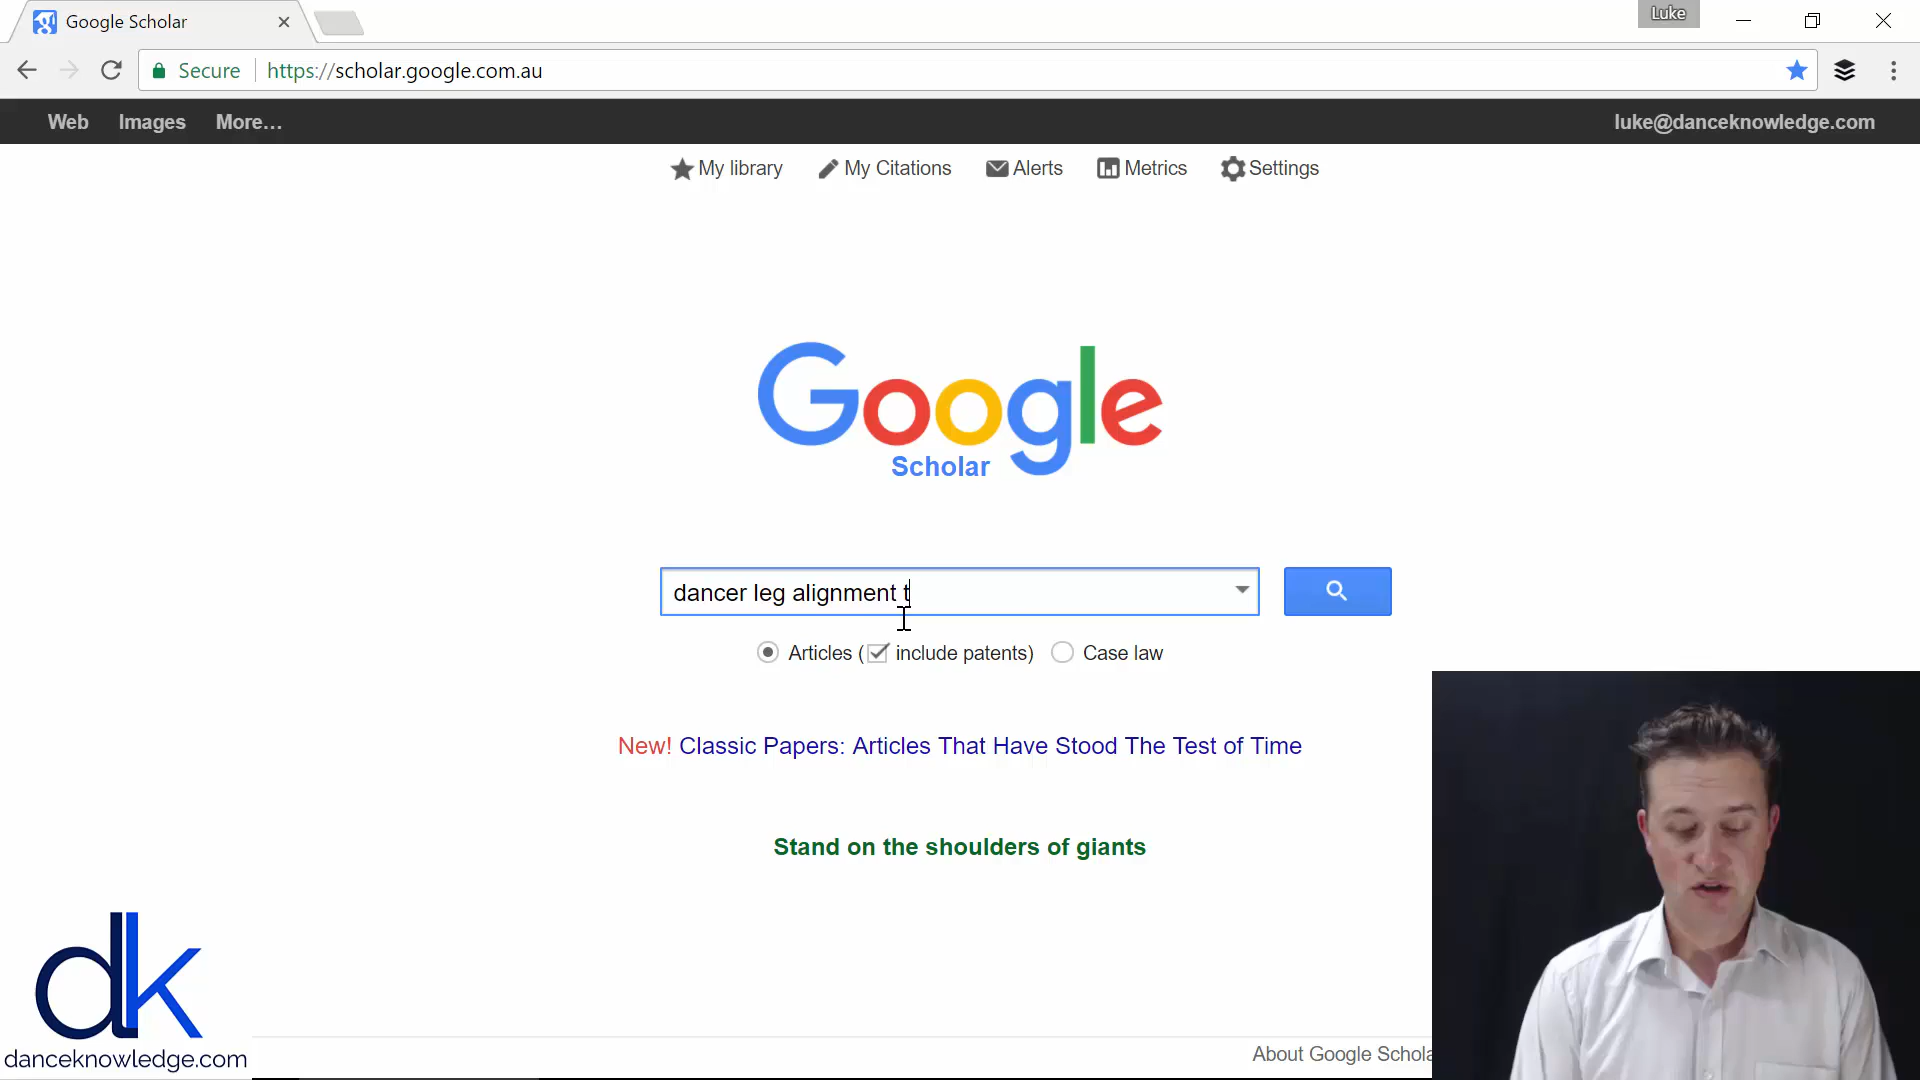 Google Scholar
Luke
Secure
https://scholar.google.com.au
Web Images More...
luke@danceknowledge.com
My library My Citations Alerts Metrics Settings
Google
Scholar
dancer leg alignment t
Articles ( include patents) Case law
New! Classic Papers: Articles That Have Stood The Test of Time
Stand on the shoulders of giants
dk
danceknowledge.com
About Google Schola